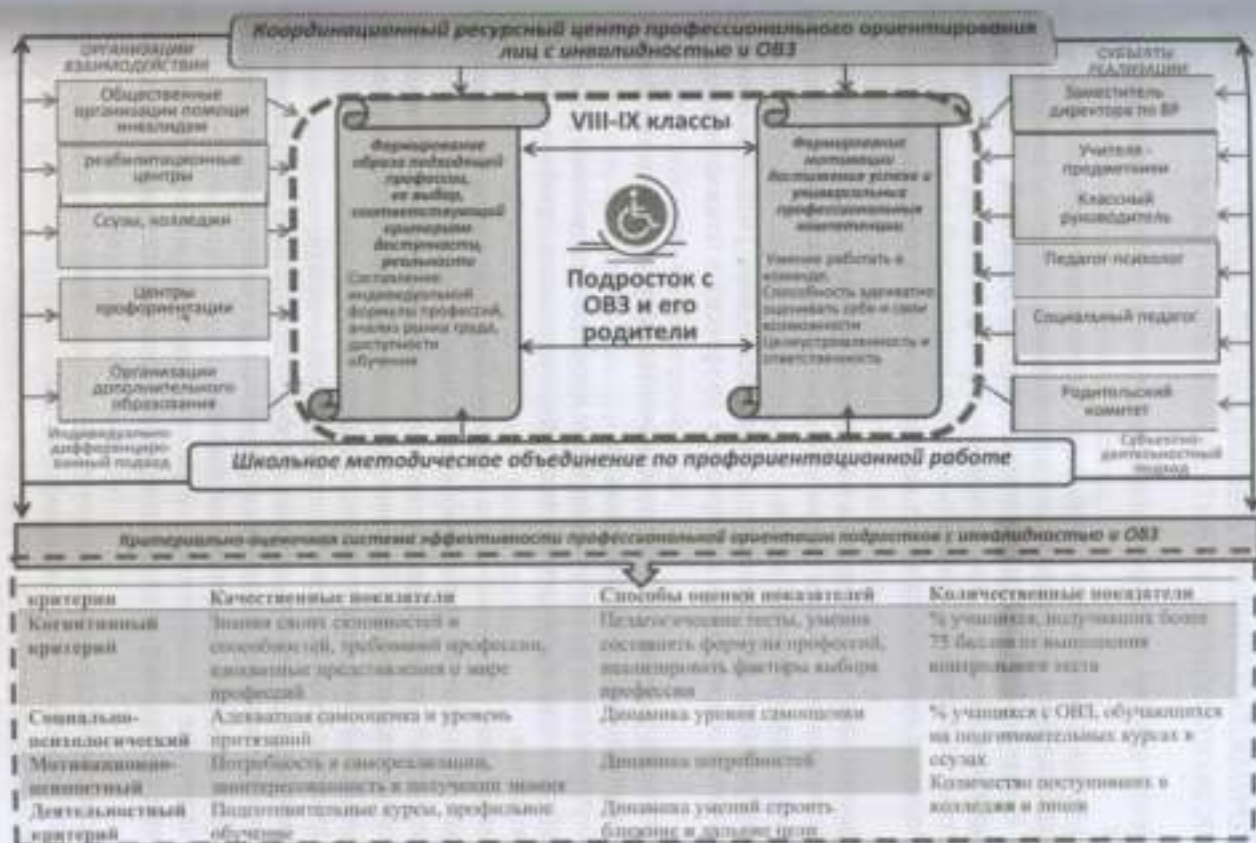 Координационный ресурсный центр профессионального ориентирования
лиц с инвалидностью и ОВЗ
ОРГАНИЗАЦИИ
ВЗАИМОДЕЙСТВИЯ
Общественные
организации помощи
инвалидам
реабилитационные
центры
Ссузы, колледжи
Центры
профориентации
Организации
дополнительного
образования
Индивидуально-
дифференциро-
ванный подход
Формирование
образа подходящей
профессии,
ее выбор,
соответствующий
критериям
доступности,
реальности
Составление
индивидуальной
формулы профессий,
анализ рынка труда,
доступности
обучения
VIII-IX классы
Подросток с
ОВЗ и его
родители
Формирование
мотивации
достижения успеха и
универсальных
профессиональных
компетенции
Умение работать в
команде,
Способность адекватно
оценивать себя и свои
возможности
Целеустремленность и
ответственность
СУБЪЕКТЫ
РЕАЛИЗАЦИИ
Заместитель
директора по ВР
Учителя -
предметники
Классный
руководитель
Педагог-психолог
Социальный педагог
Родительский
комитет
Субъектно-
деятельностный
подход
Школьное методическое объединение по профориентационной работе
Критериально-оценочная система эффективности профессиональной ориентации подростков с инвалидностью и ОВЗ
критерии Качественные показатели Способы оценки показателей Количественные показатели
Когнитивный
критерий
Знания своих склонностей и
способностей, требований профессии,
адекватные представления о мире
профессий
Педагогические тесты, умения
составлять формулы профессий,
анализировать факторы выбора
профессии
% учащихся, получивших более
75 баллов от выполнения
контрольного теста
Социально-
психологический
Адекватная самооценка и уровень
притязаний
Динамика уровня самооценки
% учащихся с ОВЗ, обучающихся
на подготовительных курсах в
ссузах
Количество поступивших в
колледжи и лицеи
Мотивационно-
ценностный
Потребность в самореализации,
заинтересованность в получении знания
Динамика потребностей
Деятельностный
критерий
Подготовительные курсы, профильное
обучение
Динамика умений строить
ближние и дальние цели